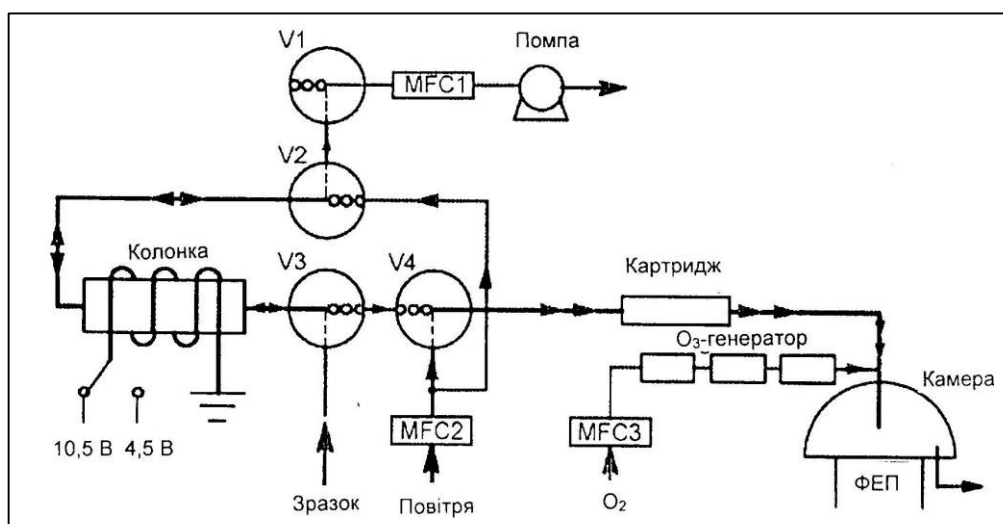 V1
Помпа
MFC1
V2
Колонка
V3
V4
Картридж
O₃-генератор
Камера
10,5 В
4,5 В
MFC2
MFC3
ФЕП
Зразок
Повітря
O₂